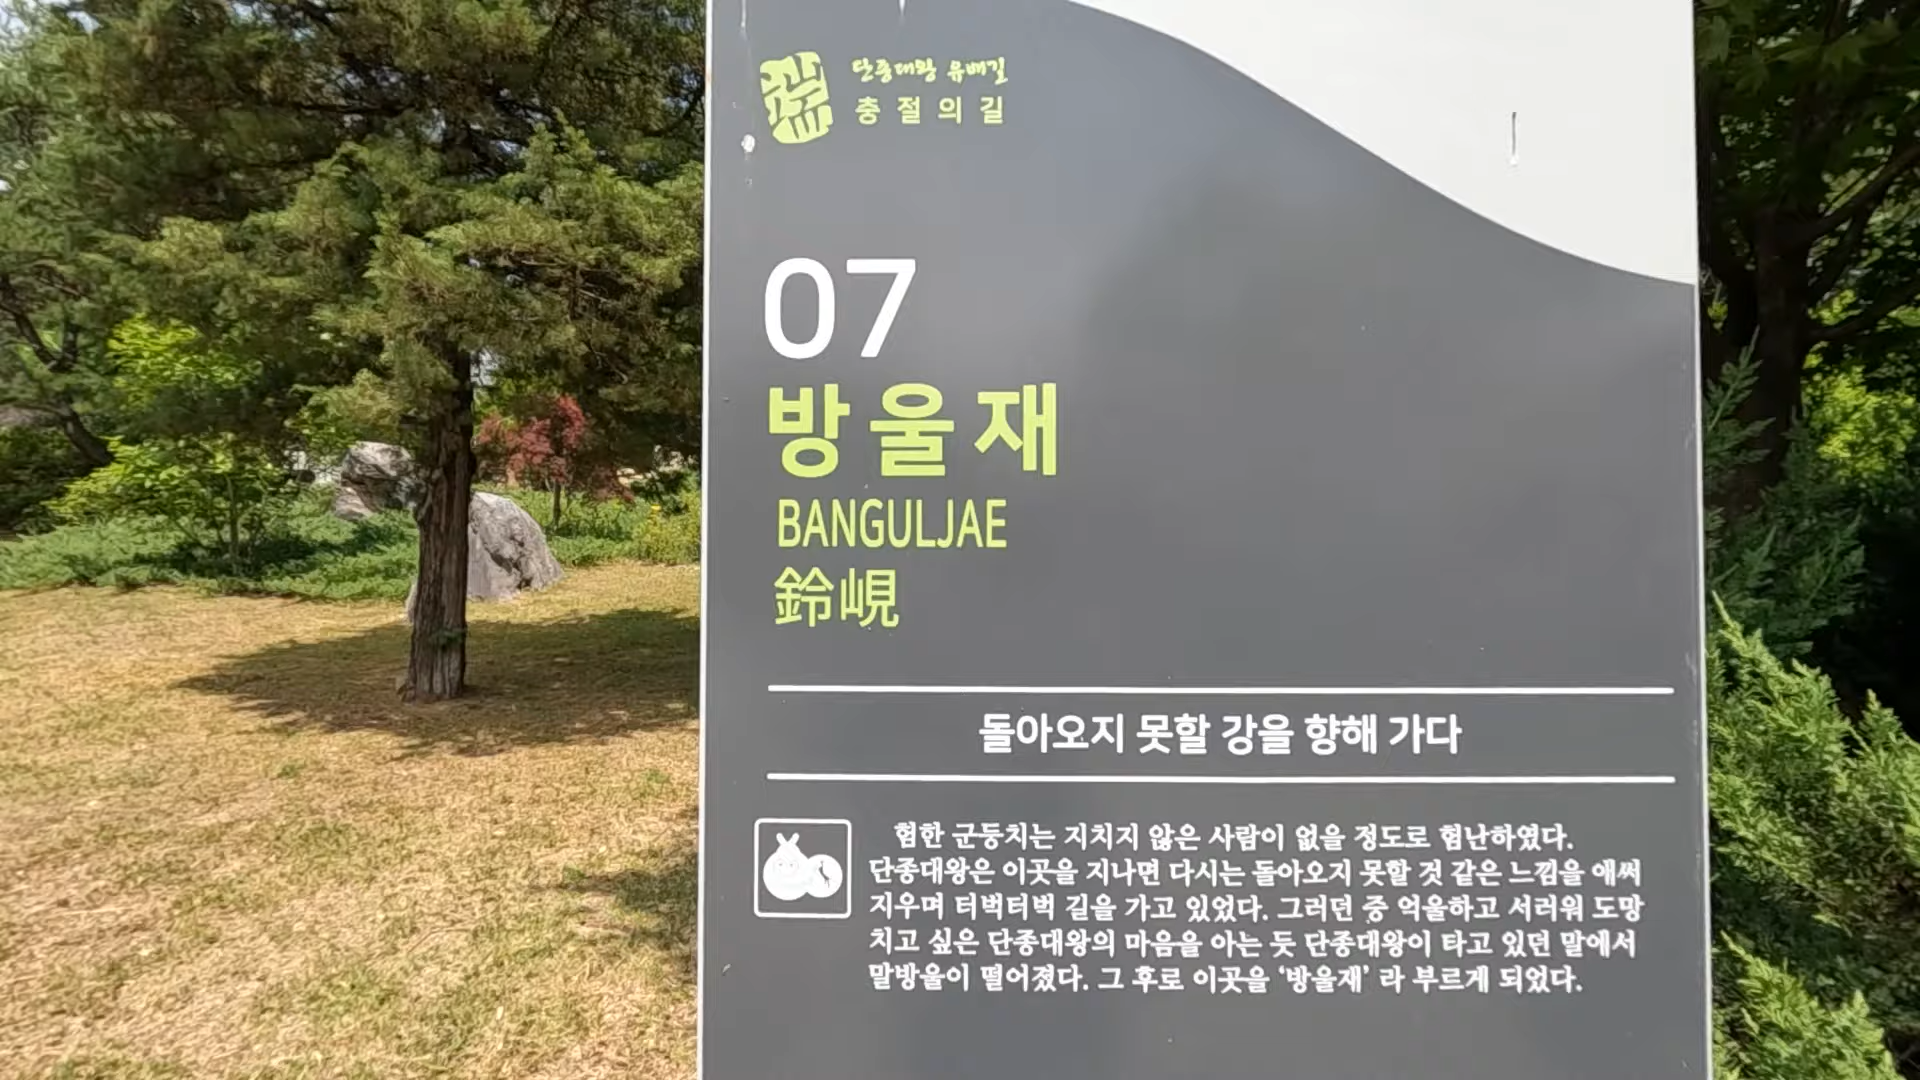 단종대왕 유배길
충절의길
07
방울재
BANGULJAE
鈴峴
돌아오지 못할 강을 향해 가다
험한 군등치는 지치지 않은 사람이 없을 정도로 험난하였다.
단종대왕은 이곳을 지나면 다시는 돌아오지 못할 것 같은 느낌을 애써
지우며 터벅터벅 길을 가고 있었다. 그러던 중 억울하고 서러워 도망
치고 싶은 단종대왕의 마음을 아는 듯 단종대왕이 타고 있던 말에서
말방울이 떨어졌다. 그 후로 이곳을 ‘방울재’ 라 부르게 되었다.